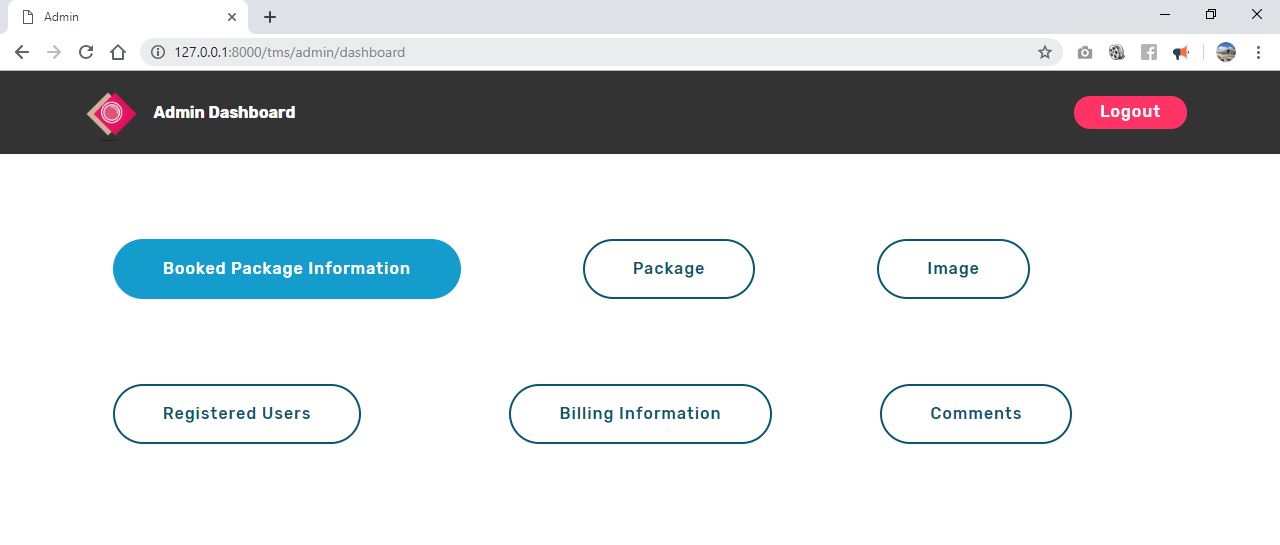 Admin
127.0.0.1:8000/tms/admin/dashboard
Admin Dashboard
Logout
Booked Package Information
Package
Image
Registered Users
Billing Information
Comments